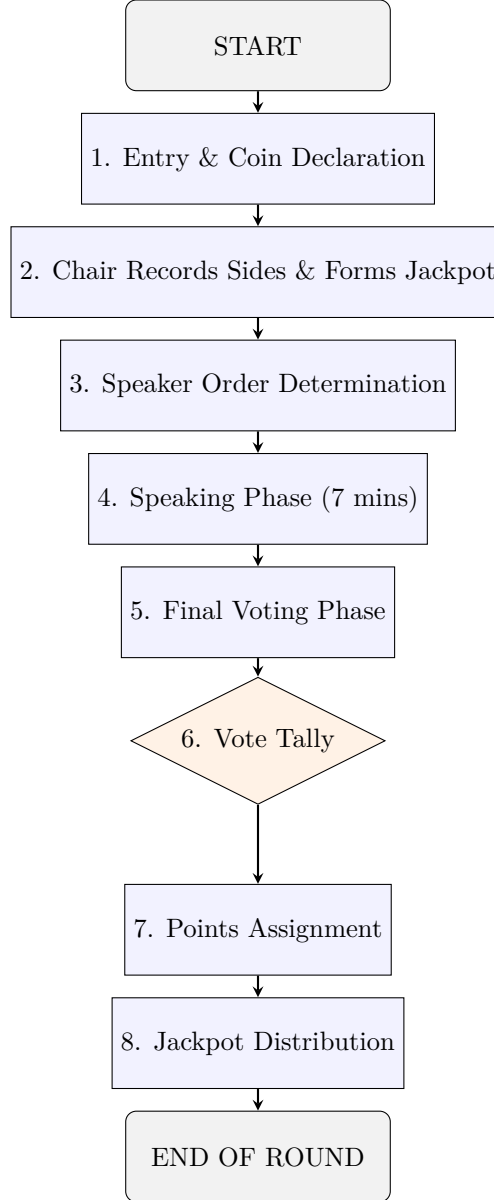 START
1. Entry & Coin Declaration
2. Chair Records Sides & Forms Jackpot
3. Speaker Order Determination
4. Speaking Phase (7 mins)
5. Final Voting Phase
6. Vote Tally
7. Points Assignment
8. Jackpot Distribution
END OF ROUND